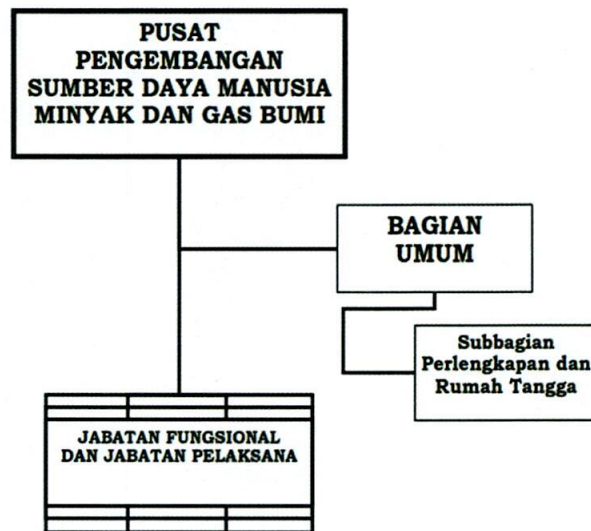 PUSAT
PENGEMBANGAN
SUMBER DAYA MANUSIA
MINYAK DAN GAS BUMI
BAGIAN
UMUM
Subbagian
Perlengkapan dan
Rumah Tangga
JABATAN FUNGSIONAL
DAN JABATAN PELAKSANA